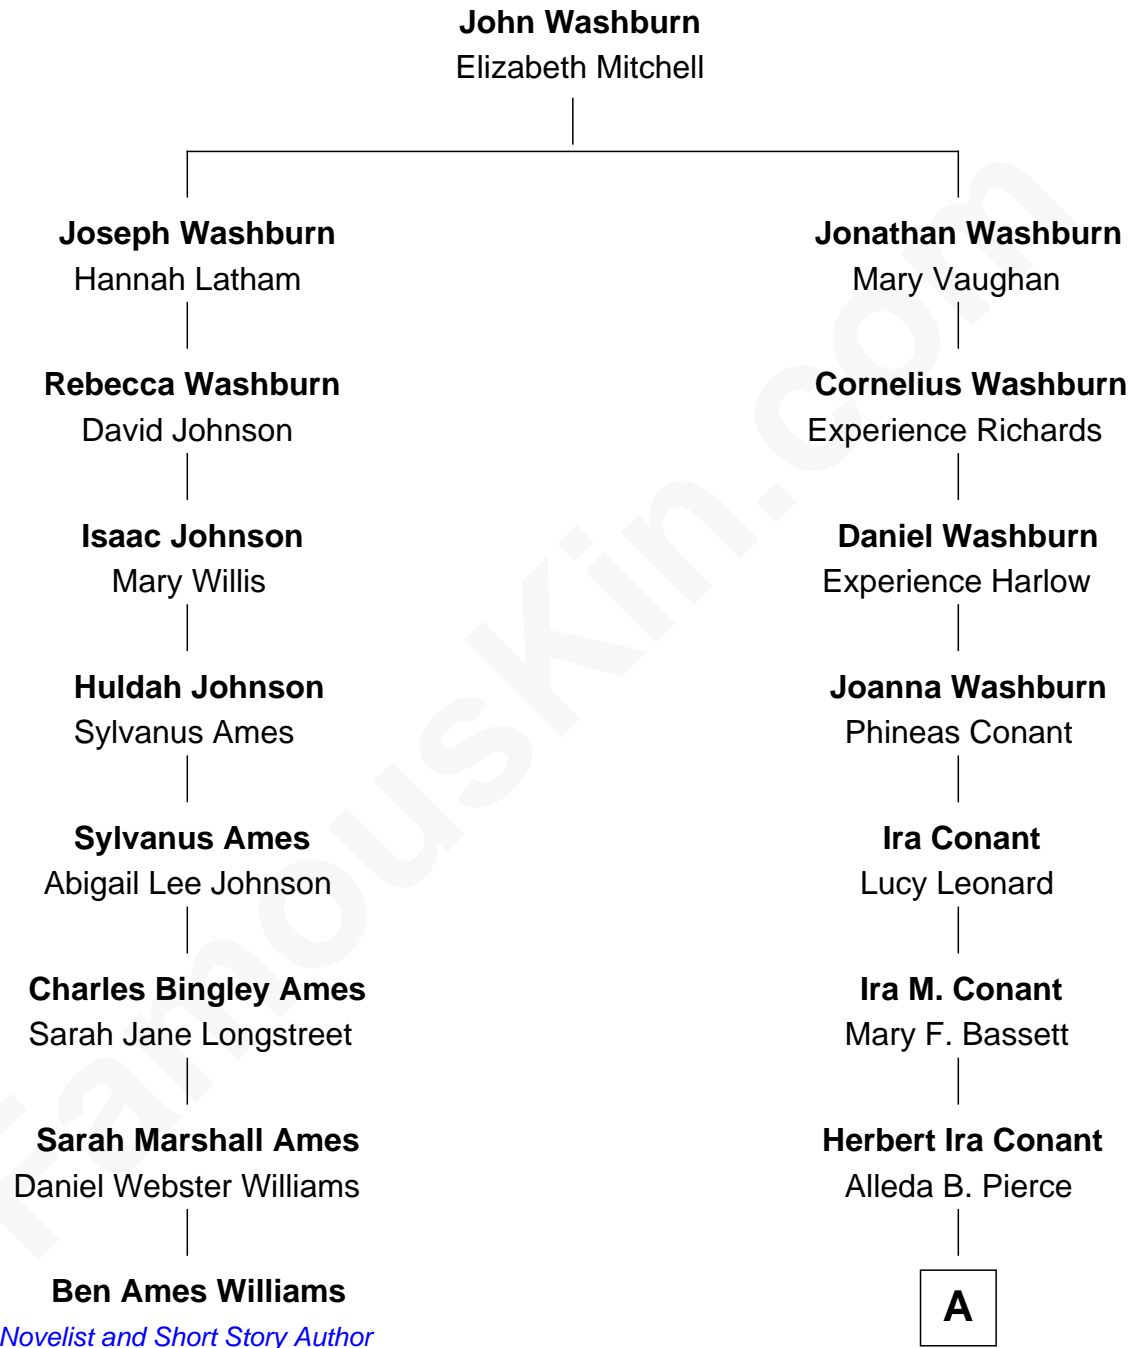 John Washburn
Elizabeth Mitchell
Joseph Washburn
Hannah Latham
Rebecca Washburn
David Johnson
Isaac Johnson
Mary Willis
Huldah Johnson
Sylvanus Ames
Sylvanus Ames
Abigail Lee Johnson
Charles Bingley Ames
Sarah Jane Longstreet
Sarah Marshall Ames
Daniel Webster Williams
Ben Ames Williams
Novelist and Short Story Author
Jonathan Washburn
Mary Vaughan
Cornelius Washburn
Experience Richards
Daniel Washburn
Experience Harlow
Joanna Washburn
Phineas Conant
Ira Conant
Lucy Leonard
Ira M. Conant
Mary F. Bassett
Herbert Ira Conant
Alleda B. Pierce
A
FamousKin.com